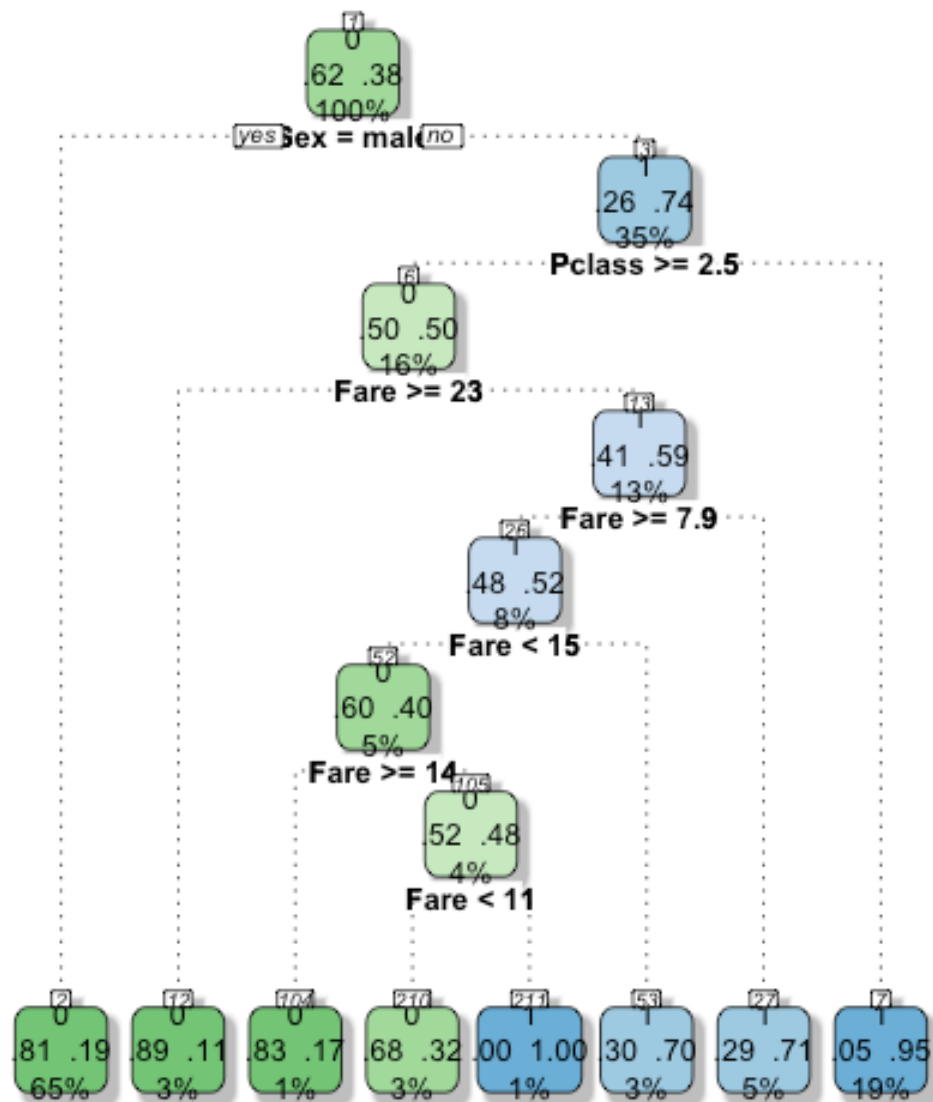 1
0
.62 .38
100%
yes Sex = male no
3
1
.26 .74
35%
Pclass >= 2.5
6
0
.50 .50
16%
Fare >= 23
13
1
.41 .59
13%
Fare >= 7.9
26
1
.48 .52
8%
Fare < 15
52
0
.60 .40
5%
Fare >= 14
105
0
.52 .48
4%
Fare < 11
2 12 104 210 211 53 27 7
0 0 0 0 1 1 1 1
.81 .19 .89 .11 .83 .17 .68 .32 .00 1.00 .30 .70 .29 .71 .05 .95
65% 3% 1% 3% 1% 3% 5% 19%